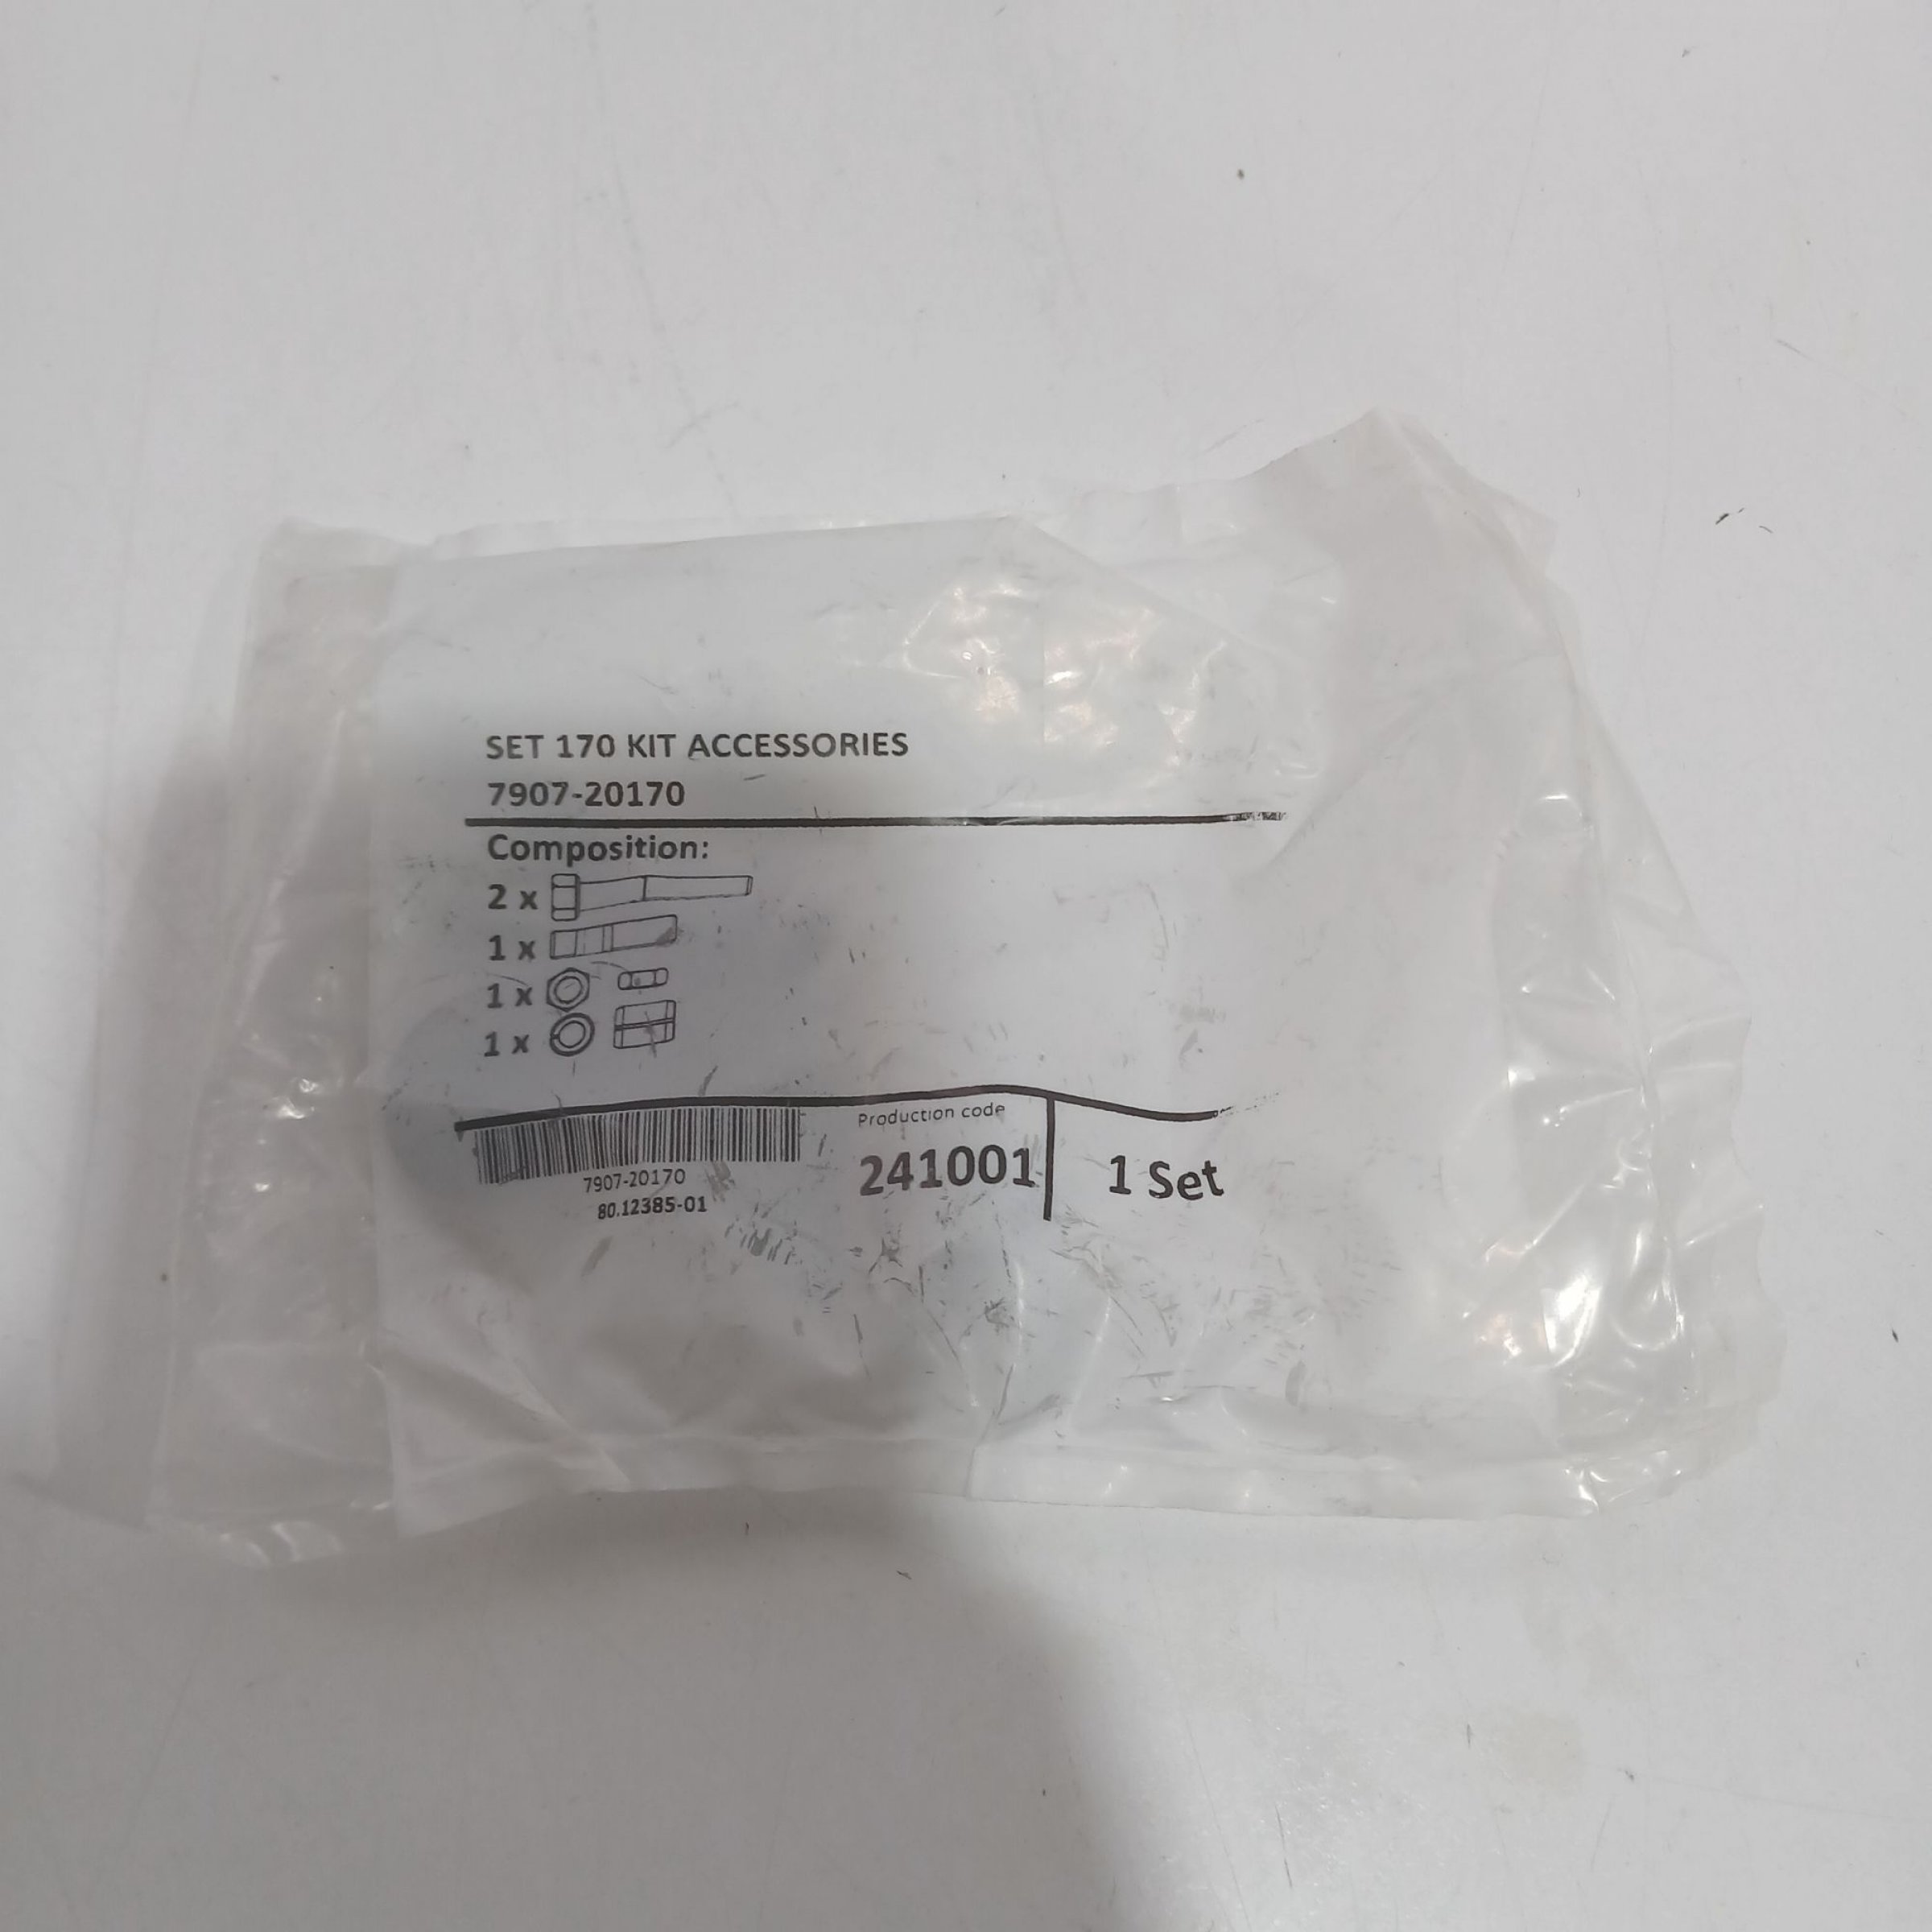 SET 170 KIT ACCESSORIES
7907-20170
Composition:
2 x
1 x
1 x
1 x
7907-20170
80.12385-01
Production code
241001
1 Set